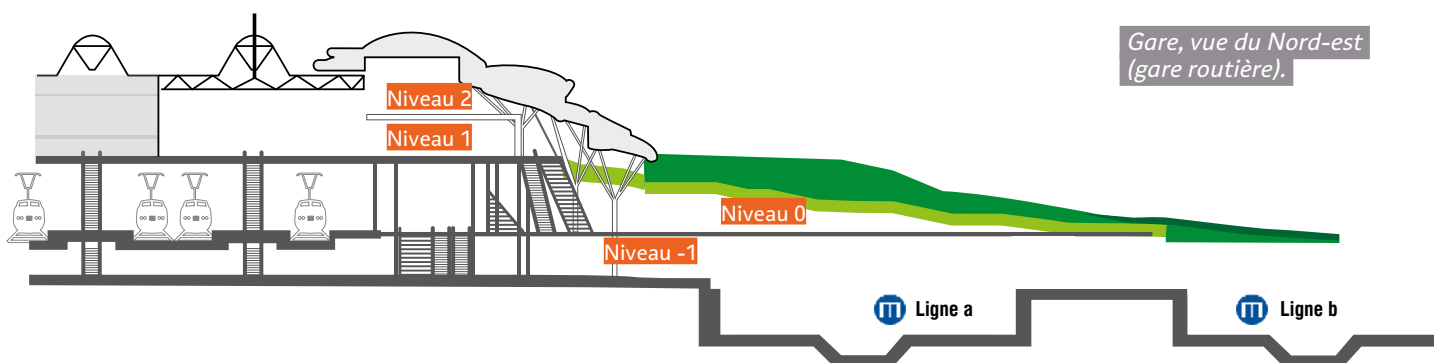 Gare, vue du Nord-est
(gare routière).
Niveau 2
Niveau 1
Niveau 0
Niveau -1
m Ligne a
m Ligne b